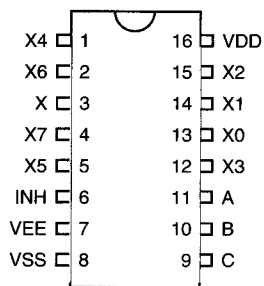 X4 1 16 VDD
X6 2 15 X2
X 3 14 X1
X7 4 13 X0
X5 5 12 X3
INH 6 11 A
VEE 7 10 B
VSS 8 9 C